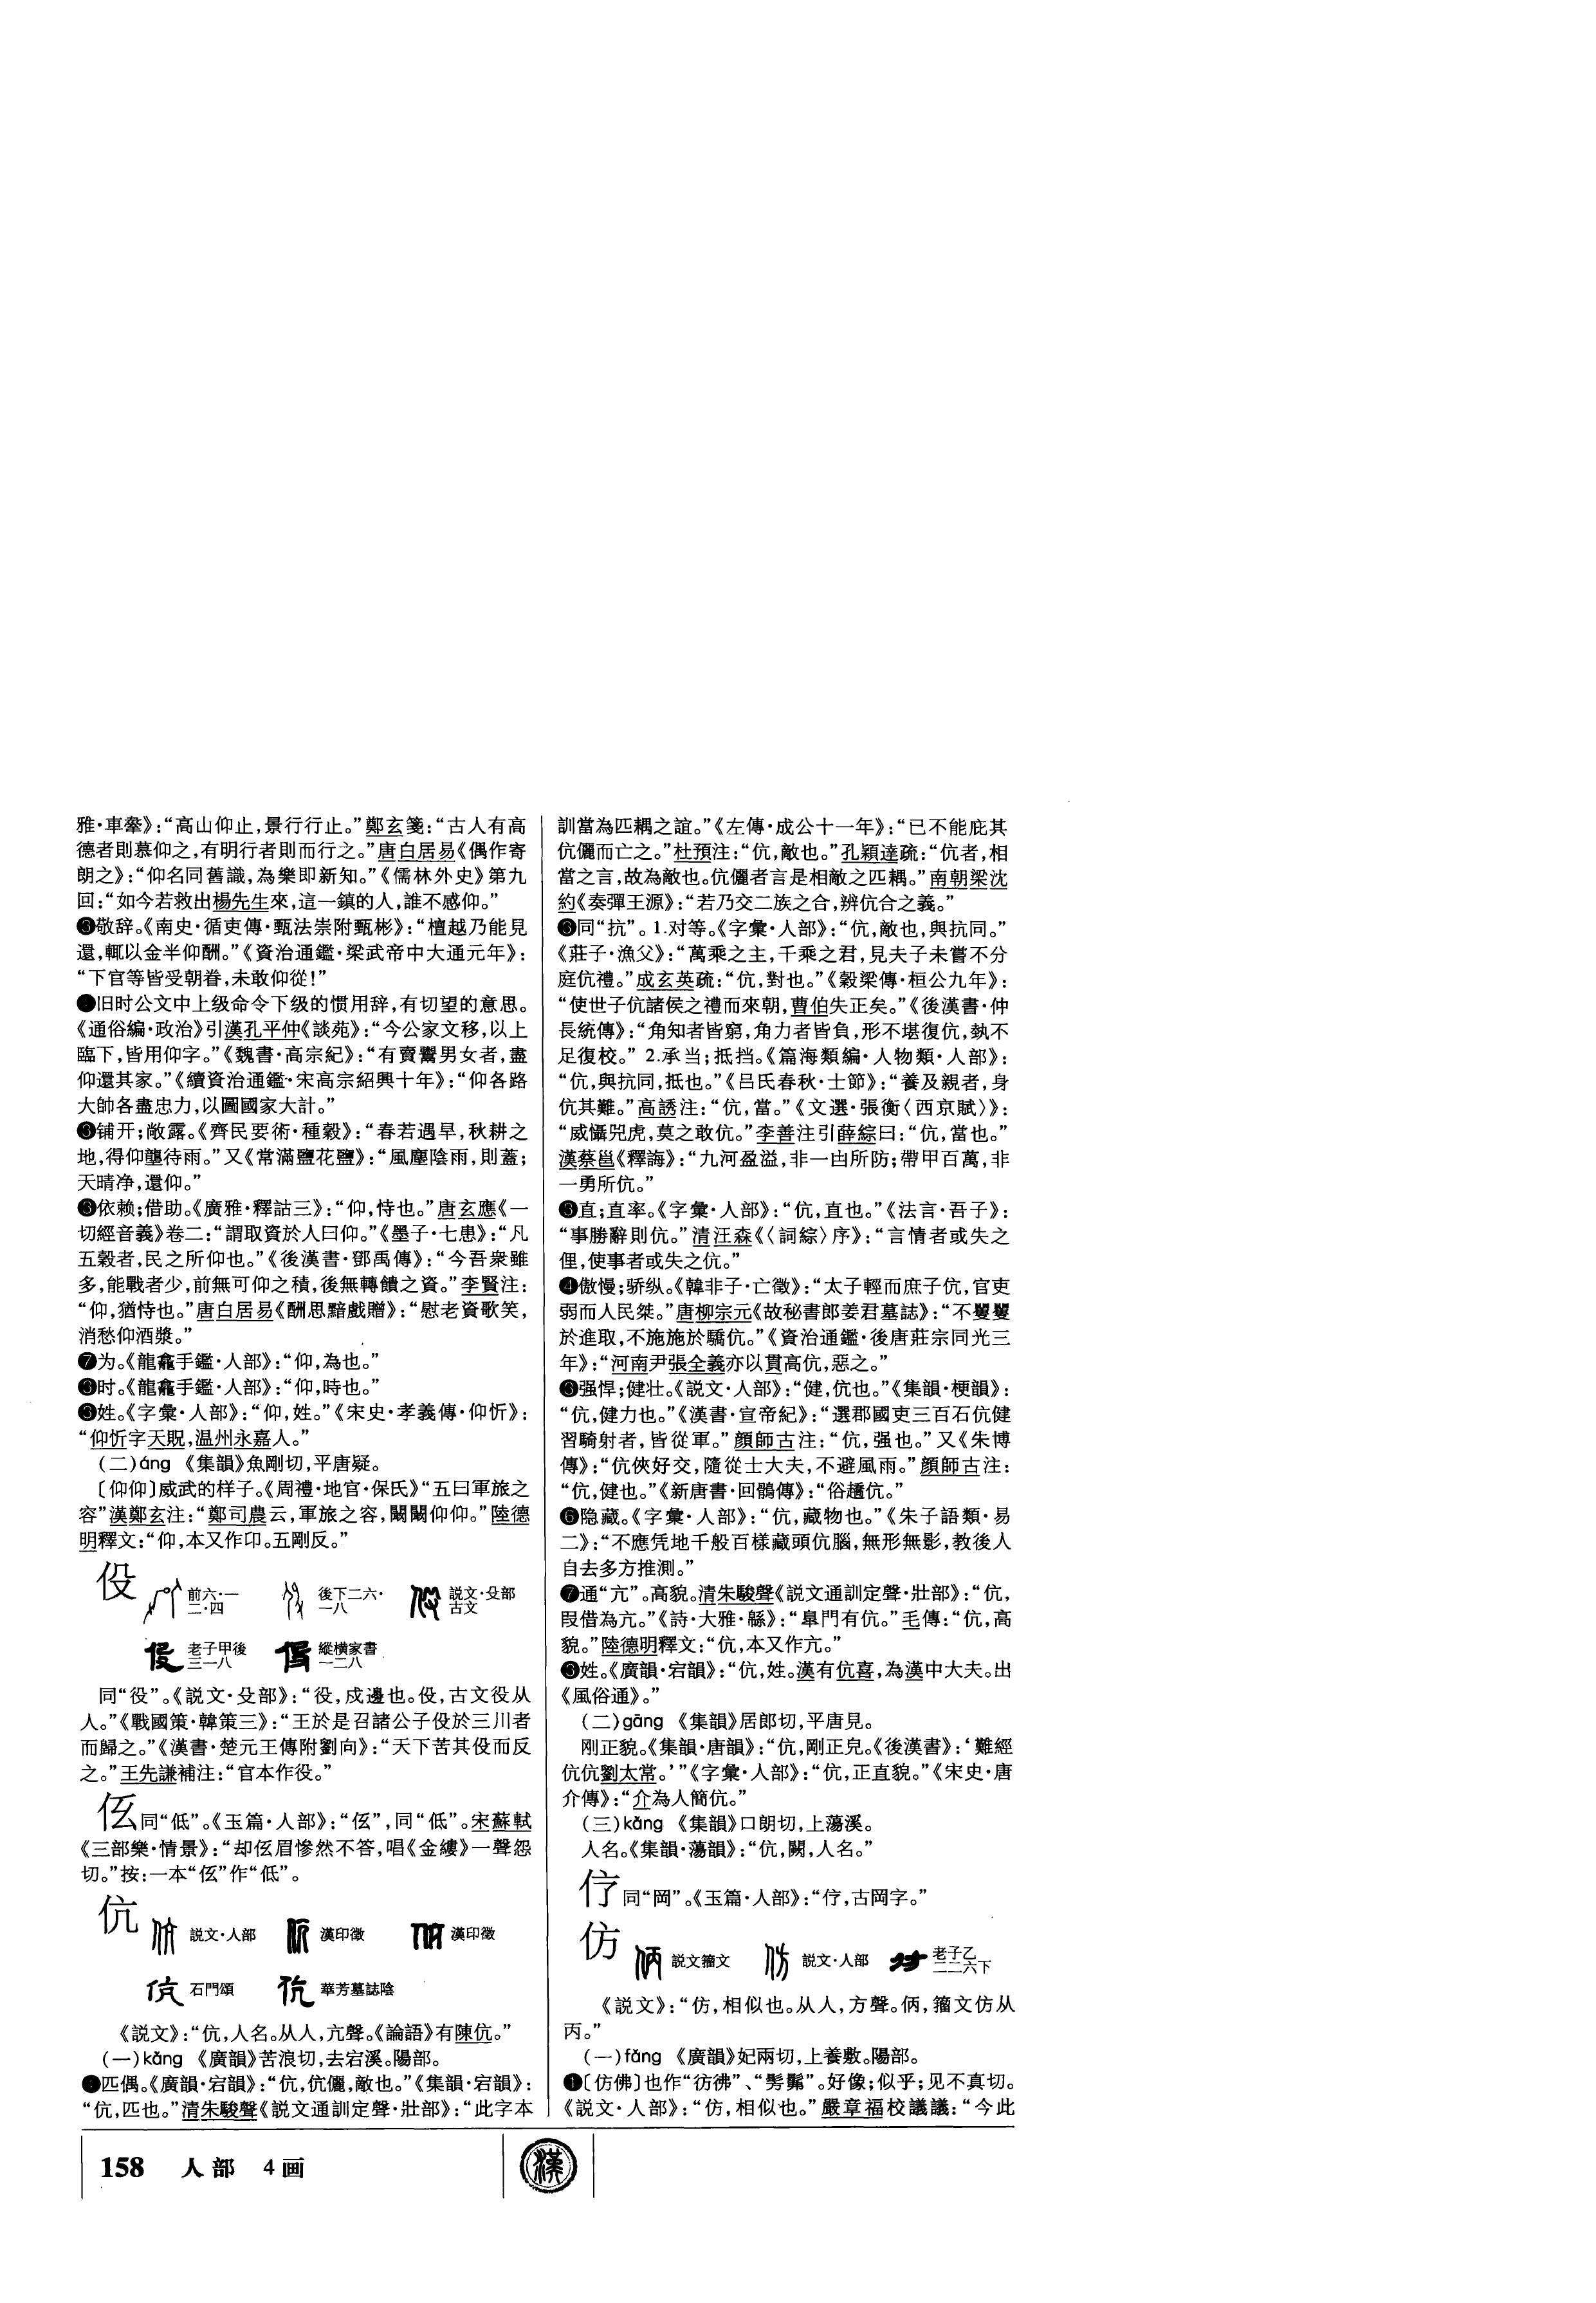 雅·車舝》:“高山仰止,景行行止。”鄭玄箋:“古人有高
德者則慕仰之,有明行者則而行之。”唐白居易《偶作寄
朗之》:“仰名同舊識,為樂即新知。”《儒林外史》第九
回:“如今若救出楊先生來,這一鎮的人,誰不感仰。”
❸敬辞。《南史·循吏傳·甄法崇附甄彬》:“檀越乃能見
還,輒以金半仰酬。”《資治通鑑·梁武帝中大通元年》:
“下官等皆受朝眷,未敢仰從!”
旧时公文中上级命令下级的惯用辞,有切望的意思。
《通俗編·政治》引漢孔平仲《談苑》:“今公家文移,以上
臨下,皆用仰字。”《魏書·高宗紀》:“有賣鬻男女者,盡
仰還其家。”《續資治通鑑·宋高宗紹興十年》:“仰各路
大帥各盡忠力,以圖國家大計。”
❸铺开;敞露。《齊民要術·種穀》:“春若遇旱,秋耕之
地,得仰壟待雨。”又《常滿鹽花鹽》:“風塵陰雨,則蓋;
天晴净,還仰。”
❸依赖;借助。《廣雅·釋詁三》:“仰,恃也。”唐玄應《一
切經音義》卷二:“謂取資於人曰仰。”《墨子·七患》:“凡
五穀者,民之所仰也。”《後漢書·鄧禹傳》:“今吾衆雖
多,能戰者少,前無可仰之積,後無轉饋之資。”李賢注:
“仰,猶恃也。”唐白居易《酬思黯戲贈》:“慰老資歌笑,
消愁仰酒漿。”
❼为。《龍龕手鑑·人部》:“仰,為也。”
❸时。《龍龕手鑑·人部》:“仰,時也。”
❸姓。《字彙·人部》:“仰,姓。”《宋史·孝義傳·仰忻》:
“仰忻字天貺,温州永嘉人。”
(二)áng 《集韻》魚剛切,平唐疑。
〔仰仰〕威武的样子。《周禮·地官·保氏》“五曰軍旅之
容”漢鄭玄注:“鄭司農云,軍旅之容,闞闞仰仰。”陸德
明釋文:“仰,本又作卬。五剛反。”
伇 前六·一二·四 後下二六·一八 説文·殳部古文
老子甲後三一八 縱横家書一二八
同“役”。《説文·殳部》:“役,戍邊也。伇,古文役从
人。”《戰國策·韓策三》:“王於是召諸公子伇於三川者
而歸之。”《漢書·楚元王傳附劉向》:“天下苦其伇而反
之。”王先謙補注:“官本作役。”
仾同“低”。《玉篇·人部》:“仾”,同“低”。宋蘇軾
《三部樂·情景》:“却仾眉慘然不答,唱《金縷》一聲怨
切。”按:一本“仾”作“低”。
伉 説文·人部 漢印徵 漢印徵
石門頌 華芳墓誌陰
《説文》:“伉,人名。从人,亢聲。《論語》有陳伉。”
(一)kàng 《廣韻》苦浪切,去宕溪。陽部。
匹偶。《廣韻·宕韻》:“伉,伉儷,敵也。”《集韻·宕韻》:
“伉,匹也。”清朱駿聲《説文通訓定聲·壯部》:“此字本
訓當為匹耦之誼。”《左傳·成公十一年》:“已不能庇其
伉儷而亡之。”杜預注:“伉,敵也。”孔穎達疏:“伉者,相
當之言,故為敵也。伉儷者言是相敵之匹耦。”南朝梁沈
約《奏彈王源》:“若乃交二族之合,辨伉合之義。”
❸同“抗”。1.对等。《字彙·人部》:“伉,敵也,與抗同。”
《莊子·漁父》:“萬乘之主,千乘之君,見夫子未嘗不分
庭伉禮。”成玄英疏:“伉,對也。”《穀梁傳·桓公九年》:
“使世子伉諸侯之禮而來朝,曹伯失正矣。”《後漢書·仲
長統傳》:“角知者皆窮,角力者皆負,形不堪復伉,埶不
足復校。” 2.承当;抵挡。《篇海類編·人物類·人部》:
“伉,與抗同,抵也。”《吕氏春秋·士節》:“養及親者,身
伉其難。”高誘注:“伉,當。”《文選·張衡〈西京賦〉》:
“威懾兕虎,莫之敢伉。”李善注引薛綜曰:“伉,當也。”
漢蔡邕《釋誨》:“九河盈溢,非一甴所防;帶甲百萬,非
一勇所伉。”
❸直;直率。《字彙·人部》:“伉,直也。”《法言·吾子》:
“事勝辭則伉。”清汪森《〈詞綜〉序》:“言情者或失之
俚,使事者或失之伉。”
❹傲慢;骄纵。《韓非子·亡徵》:“太子輕而庶子伉,官吏
弱而人民桀。”唐柳宗元《故秘書郎姜君墓誌》:“不矍矍
於進取,不施施於驕伉。”《資治通鑑·後唐莊宗同光三
年》:“河南尹張全義亦以貫高伉,惡之。”
❸强悍;健壮。《説文·人部》:“健,伉也。”《集韻·梗韻》:
“伉,健力也。”《漢書·宣帝紀》:“選郡國吏三百石伉健
習騎射者,皆從軍。”顔師古注:“伉,强也。”又《朱博
傳》:“伉俠好交,隨從士大夫,不避風雨。”顔師古注:
“伉,健也。”《新唐書·回鶻傳》:“俗趫伉。”
❻隐藏。《字彙·人部》:“伉,藏物也。”《朱子語類·易
二》:“不應凭地千般百樣藏頭伉腦,無形無影,教後人
自去多方推測。”
❼通“亢”。高貌。清朱駿聲《説文通訓定聲·壯部》:“伉,
叚借為亢。”《詩·大雅·緜》:“臯門有伉。”毛傳:“伉,高
貌。”陸德明釋文:“伉,本又作亢。”
❸姓。《廣韻·宕韻》:“伉,姓。漢有伉喜,為漢中大夫。出
《風俗通》。”
(二)gāng 《集韻》居郎切,平唐見。
刚正貌。《集韻·唐韻》:“伉,剛正皃。《後漢書》:‘難經
伉伉劉太常。’”《字彙·人部》:“伉,正直貌。”《宋史·唐
介傳》:“介為人簡伉。”
(三)kǎng 《集韻》口朗切,上蕩溪。
人名。《集韻·蕩韻》:“伉,闕,人名。”
㐿同“岡”。《玉篇·人部》:“㐿,古岡字。”
仿 説文籀文 説文·人部 老子乙二二六下
《説文》:“仿,相似也。从人,方聲。㑂,籀文仿从
丙。”
(一)fǎng 《廣韻》妃兩切,上養敷。陽部。
❶〔仿佛〕也作“彷彿”、“髣髴”。好像;似乎;见不真切。
《説文·人部》:“仿,相似也。”嚴章福校議議:“今此
158 人部 4画
漢